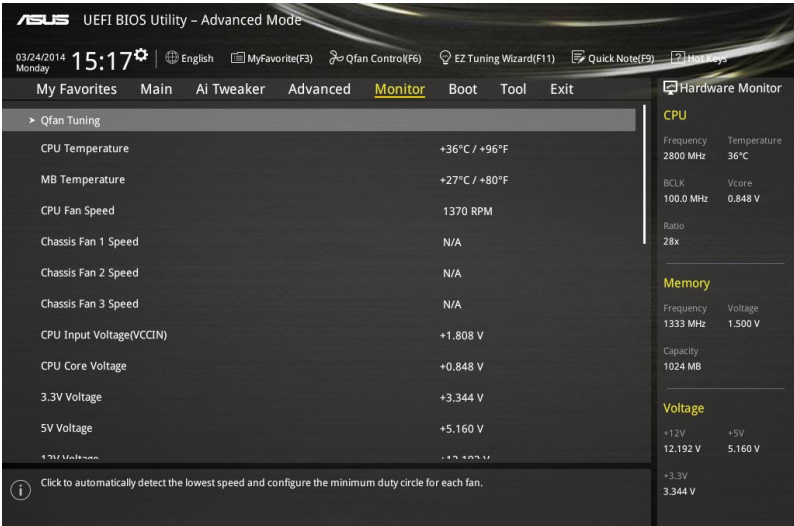 ASUS UEFI BIOS Utility – Advanced Mode
03/24/2014 Monday 15:17 English MyFavorite(F3) Qfan Control(F6) EZ Tuning Wizard(F11) Quick Note(F9) ? Hot Keys
My Favorites Main Ai Tweaker Advanced Monitor Boot Tool Exit
> Qfan Tuning
CPU Temperature +36°C / +96°F
MB Temperature +27°C / +80°F
CPU Fan Speed 1370 RPM
Chassis Fan 1 Speed N/A
Chassis Fan 2 Speed N/A
Chassis Fan 3 Speed N/A
CPU Input Voltage(VCCIN) +1.808 V
CPU Core Voltage +0.848 V
3.3V Voltage +3.344 V
5V Voltage +5.160 V
12V Voltage +12.192 V
Click to automatically detect the lowest speed and configure the minimum duty circle for each fan.
Hardware Monitor
CPU
Frequency Temperature
2800 MHz 36°C
BCLK Vcore
100.0 MHz 0.848 V
Ratio
28x
Memory
Frequency Voltage
1333 MHz 1.500 V
Capacity
1024 MB
Voltage
+12V +5V
12.192 V 5.160 V
+3.3V
3.344 V